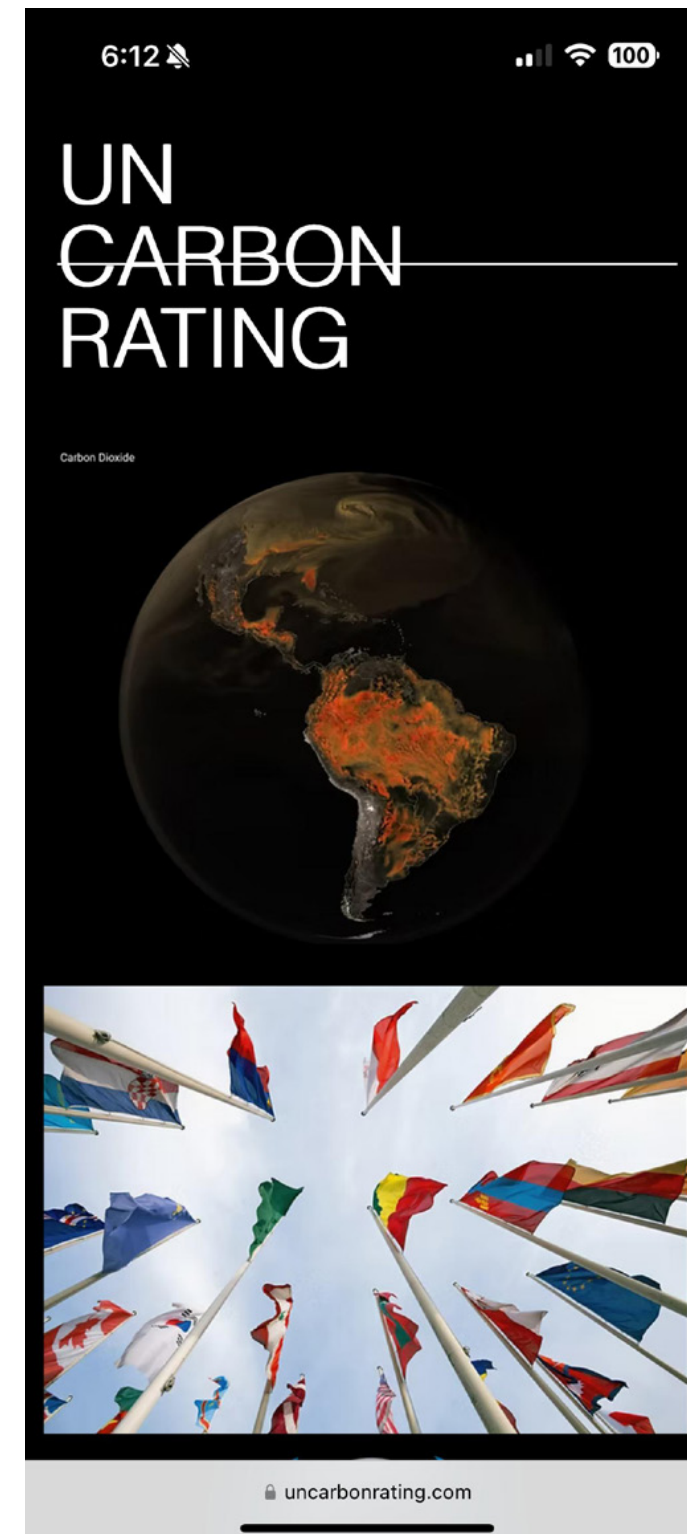 6:12
100
UN
CARBON
RATING
Carbon Dioxide
uncarbonrating.com